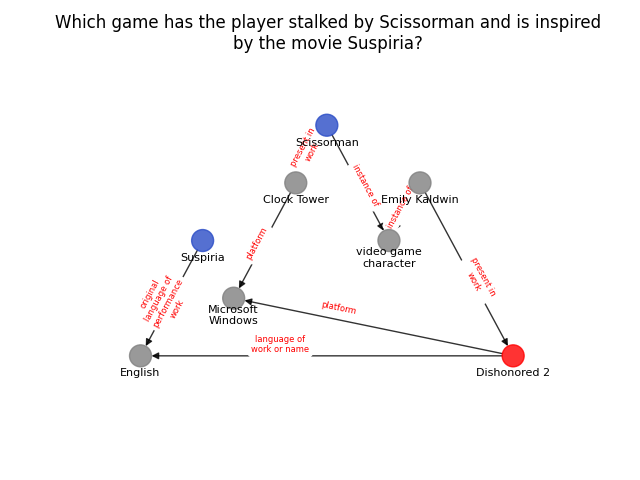 Which game has the player stalked by Scissorman and is inspired
by the movie Suspiria?
Scissorman
present in
work
instance of
Clock Tower
Emily Kaldwin
instance of
platform
Suspiria
video game
character
original
language of
performance
work
present in
work
Microsoft
Windows
platform
language of
work or name
English
Dishonored 2